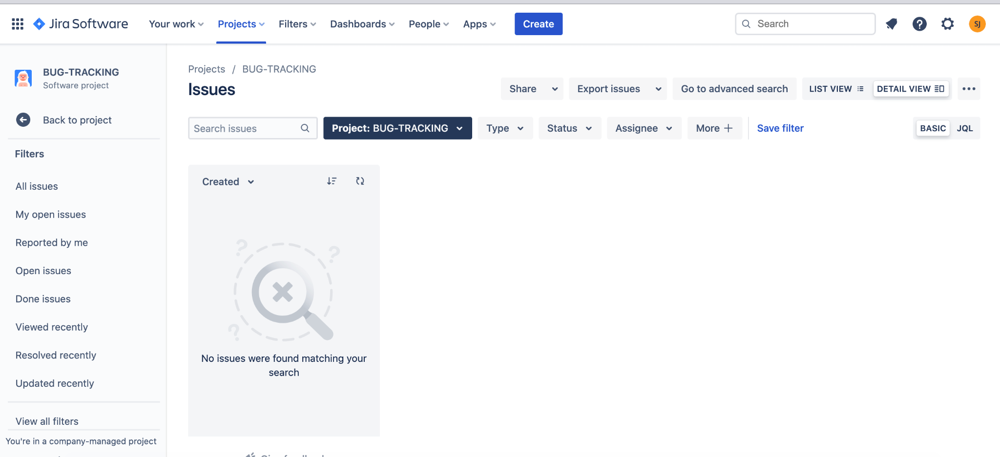 Jira Software
Your work
Projects
Filters
Dashboards
People
Apps
Create
Search
SJ
BUG-TRACKING
Software project
Back to project
Filters
All issues
My open issues
Reported by me
Open issues
Done issues
Viewed recently
Resolved recently
Updated recently
View all filters
You're in a company-managed project
Projects / BUG-TRACKING
Issues
Share
Export issues
Go to advanced search
LIST VIEW
DETAIL VIEW
Search issues
Project: BUG-TRACKING
Type
Status
Assignee
More
Save filter
BASIC
JQL
Created
No issues were found matching your
search